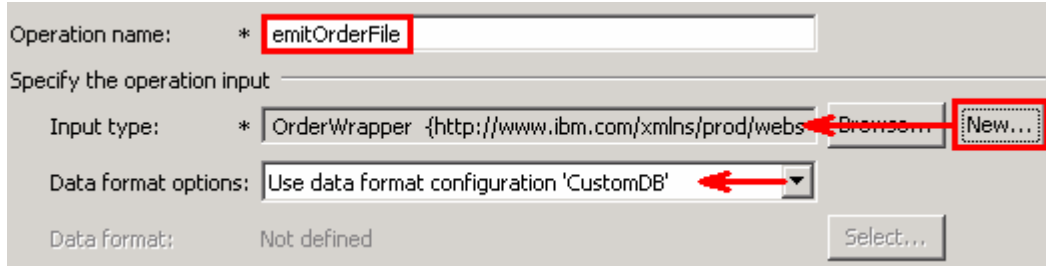 Operation name: * emitOrderFile
Specify the operation input
Input type: * OrderWrapper {http://www.ibm.com/xmlns/prod/webs Browse... New...
Data format options: Use data format configuration 'CustomDB'
Data format: Not defined Select...